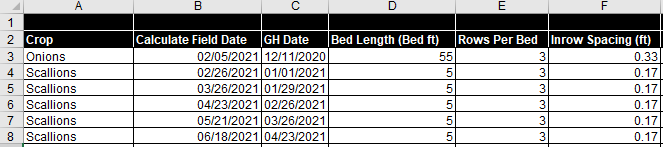 A B C D E F
1
2 Crop Calculate Field Date GH Date Bed Length (Bed ft) Rows Per Bed Inrow Spacing (ft)
3 Onions 02/05/2021 12/11/2020 55 3 0.33
4 Scallions 02/26/2021 01/01/2021 5 3 0.17
5 Scallions 03/26/2021 01/29/2021 5 3 0.17
6 Scallions 04/23/2021 02/26/2021 5 3 0.17
7 Scallions 05/21/2021 03/26/2021 5 3 0.17
8 Scallions 06/18/2021 04/23/2021 5 3 0.17